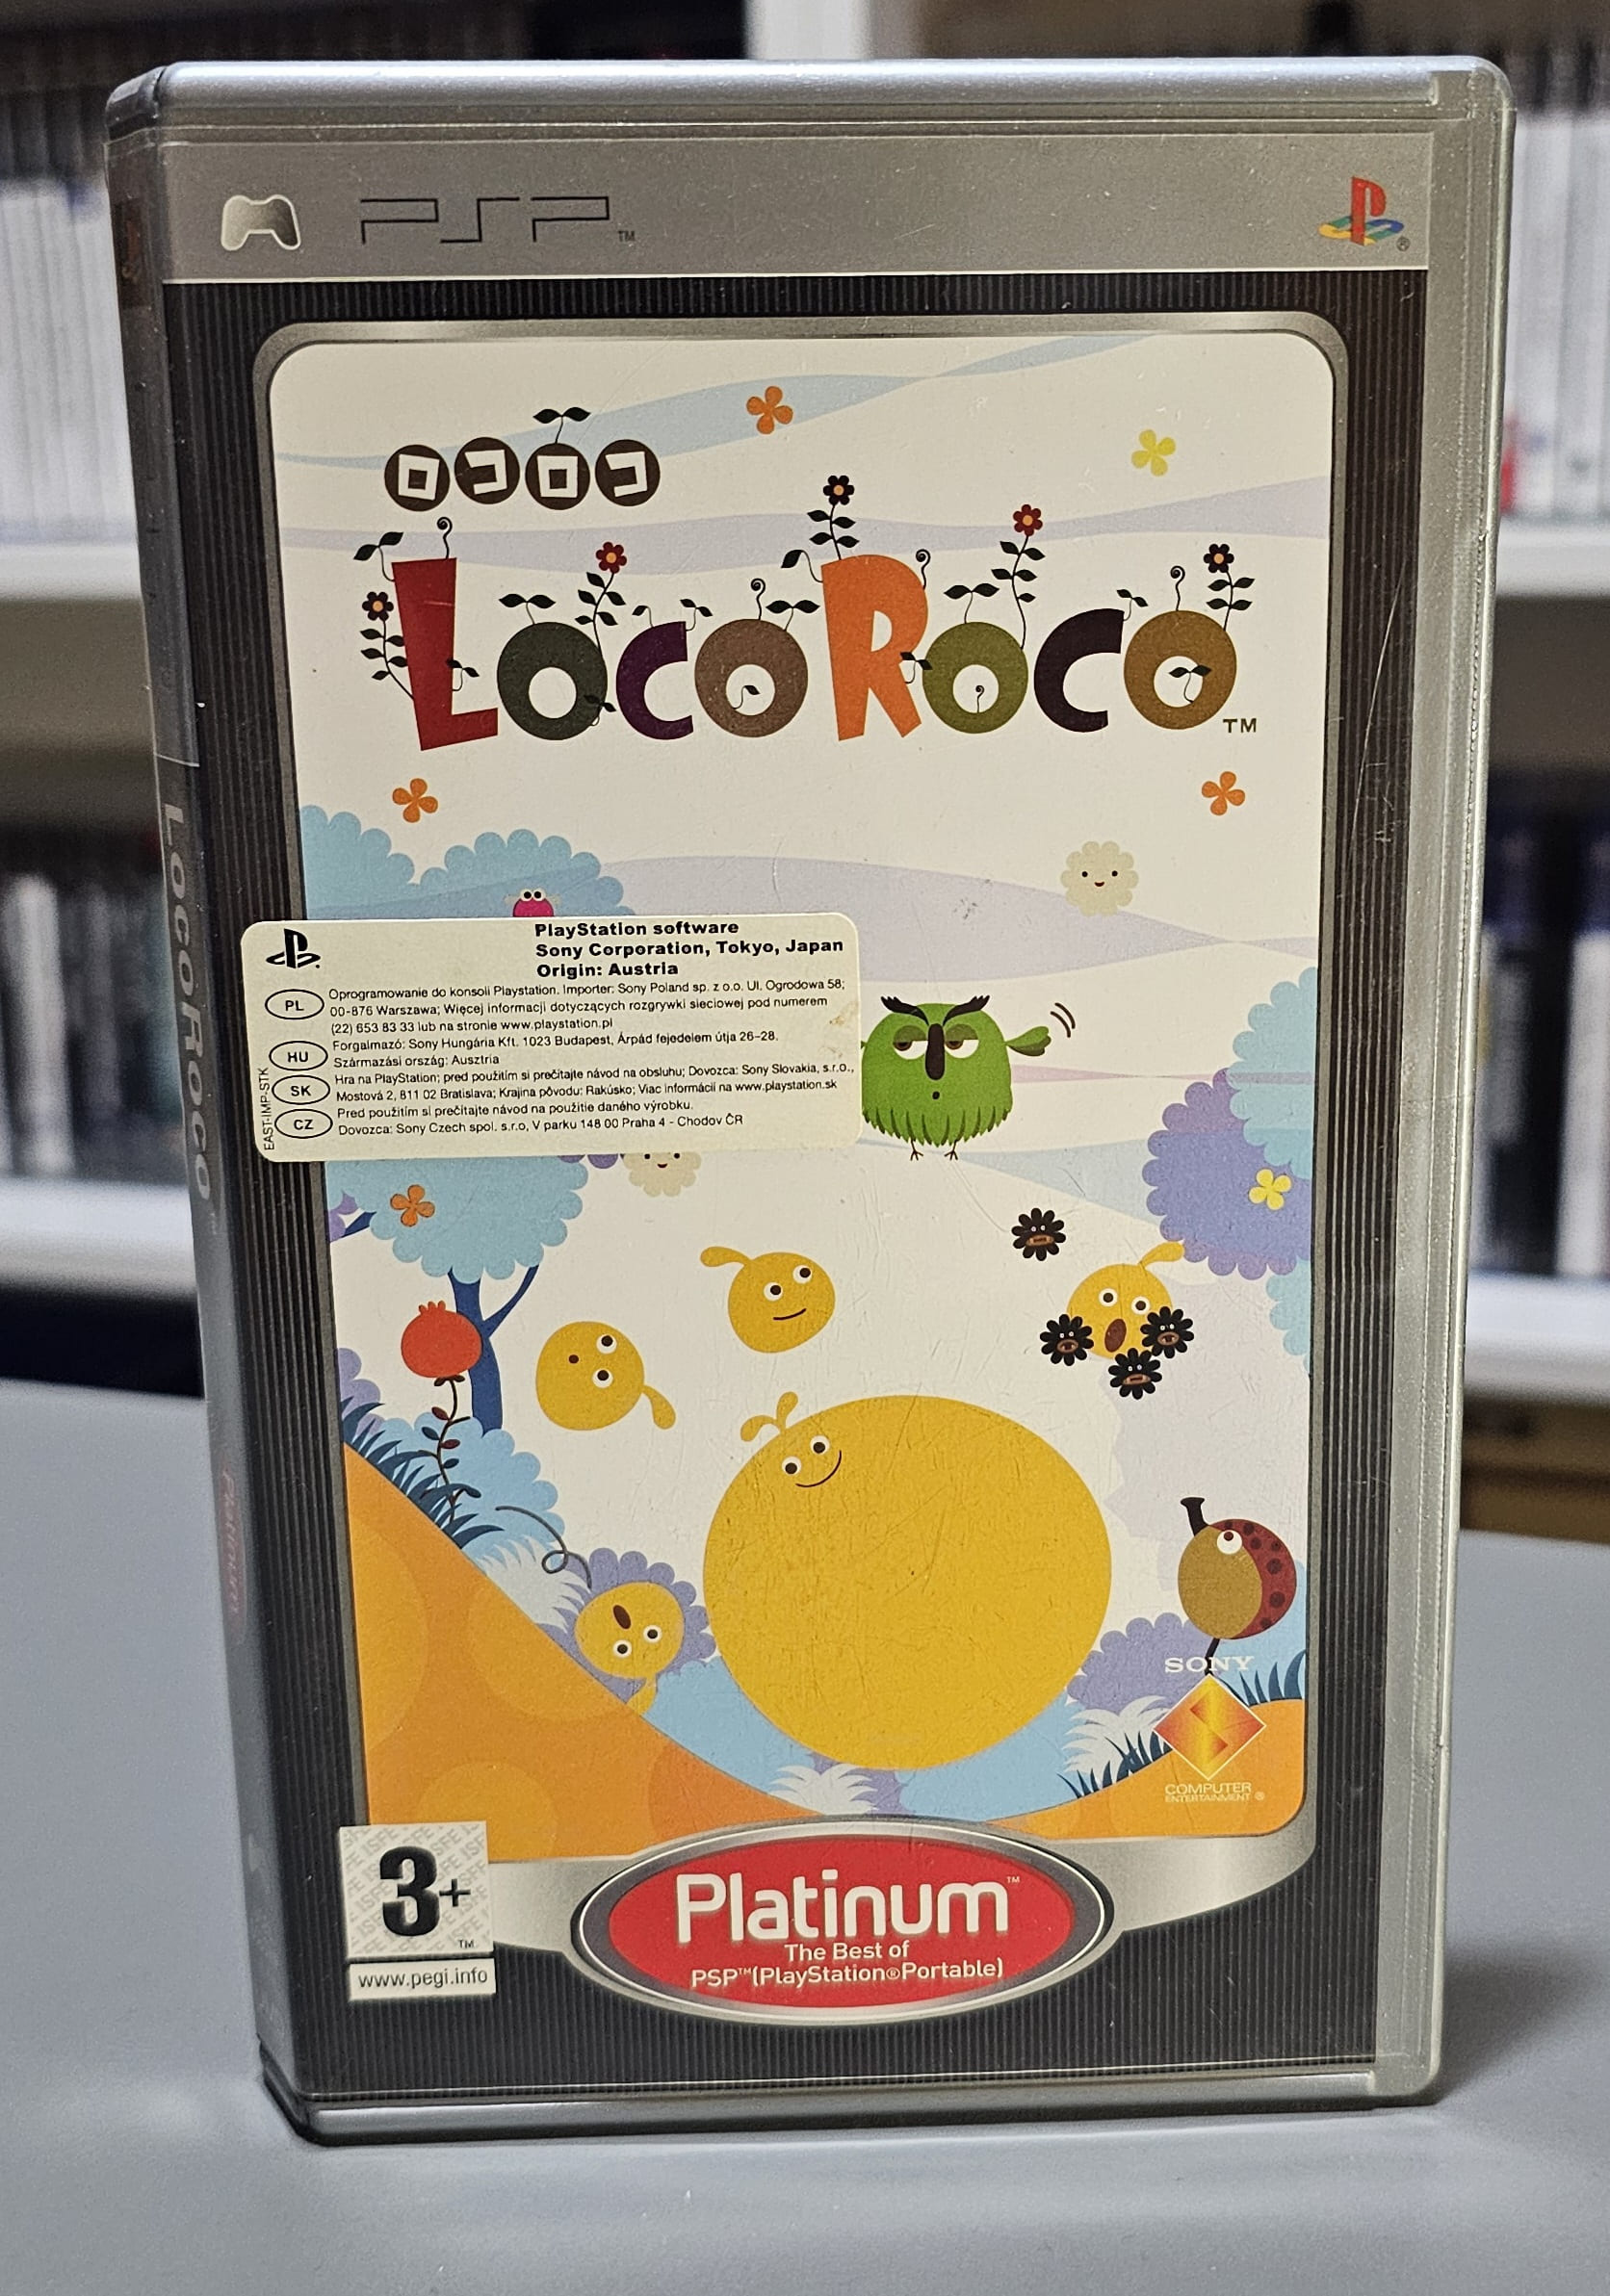 PSP™
®
ロコロコ
LocoRoco™
PlayStation software
Sony Corporation, Tokyo, Japan
Origin: Austria
PL
Oprogramowanie do konsoli Playstation. Importer: Sony Poland sp. z o.o. Ul. Ogrodowa 58;
00-876 Warszawa; Więcej informacji dotyczących rozgrywki sieciowej pod numerem
(22) 653 83 33 lub na stronie www.playstation.pl
HU
Forgalmazó: Sony Hungária Kft. 1023 Budapest, Árpád fejedelem útja 26-28.
Származási ország: Ausztria
SK
Hra na PlayStation; pred použitím si prečítajte návod na obsluhu; Dovozca: Sony Slovakia, s.r.o.,
Mostová 2, 811 02 Bratislava; Krajina pôvodu: Rakúsko; Viac informácií na www.playstation.sk
CZ
Pred použitím si prečítajte návod na použitie daného výrobku.
Dovozca: Sony Czech spol. s.r.o, V parku 148 00 Praha 4 - Chodov ČR
EAST-IMP-STK
LocoRoco
Platinum
SONY
COMPUTER
ENTERTAINMENT®
3+™
www.pegi.info
Platinum™
The Best of
PSP™(PlayStation®Portable)